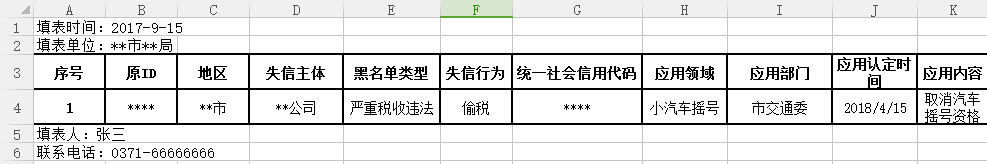 A B C D E F G H I J K
1 填表时间：2017-9-15
2 填表单位：**市**局
3 序号 原ID 地区 失信主体 黑名单类型 失信行为 统一社会信用代码 应用领域 应用部门 应用认定时间 应用内容
4 1 **** **市 **公司 严重税收违法 偷税 **** 小汽车摇号 市交通委 2018/4/15 取消汽车摇号资格
5 填表人：张三
6 联系电话：0371-66666666